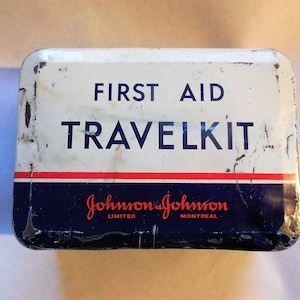 FIRST AID
TRAVELKIT
Johnson & Johnson
LIMITED MONTREAL